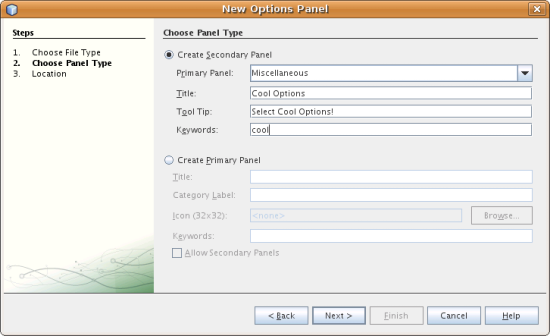 New Options Panel
Steps
1. Choose File Type
2. Choose Panel Type
3. Location
Choose Panel Type
Create Secondary Panel
Primary Panel: Miscellaneous
Title: Cool Options
Tool Tip: Select Cool Options!
Keywords: cool
Create Primary Panel
Title:
Category Label:
Icon (32x32): <none> Browse...
Keywords:
Allow Secondary Panels
< Back Next > Finish Cancel Help